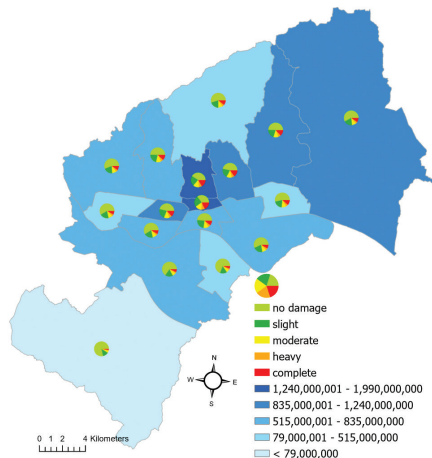 no damage
slight
moderate
heavy
complete
1,240,000,001 - 1,990,000,000
835,000,001 - 1,240,000,000
515,000,001 - 835,000,000
79,000,001 - 515,000,000
< 79,000,000
N
W E
S
0 1 2 4 Kilometers